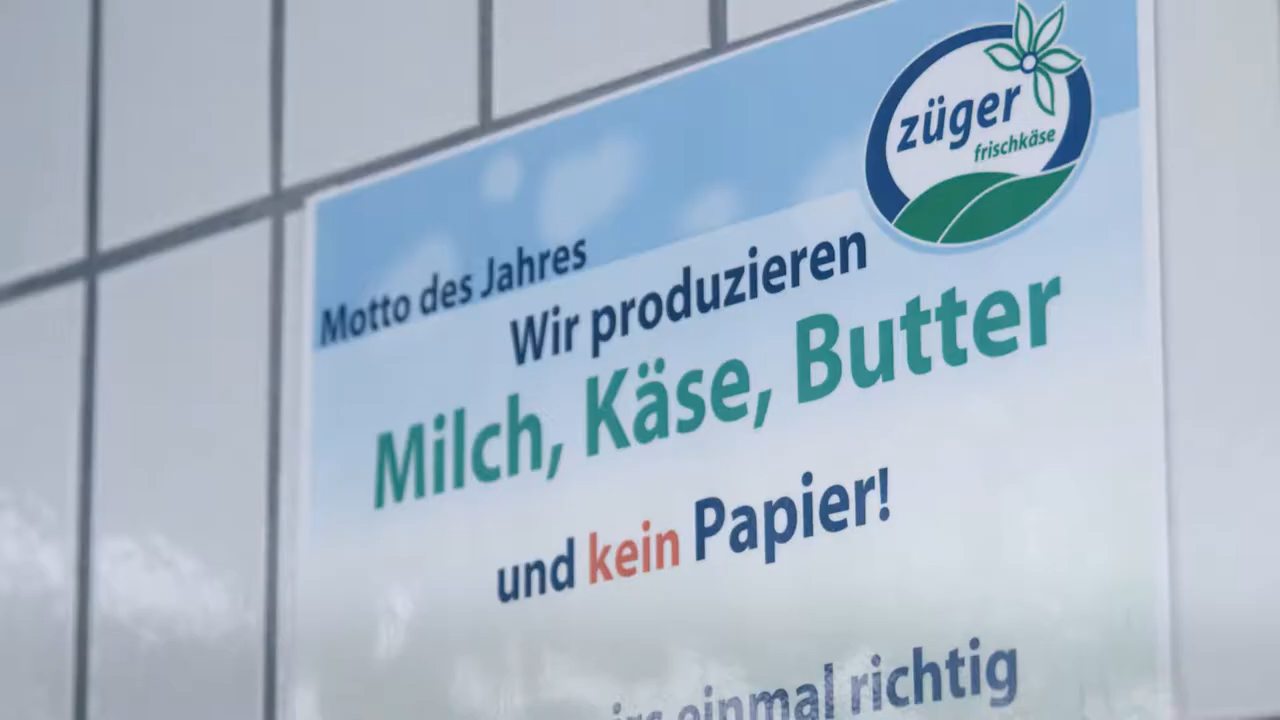 züger
frischkäse
Motto des Jahres
Wir produzieren
Milch, Käse, Butter
und kein Papier!
einmal richtig